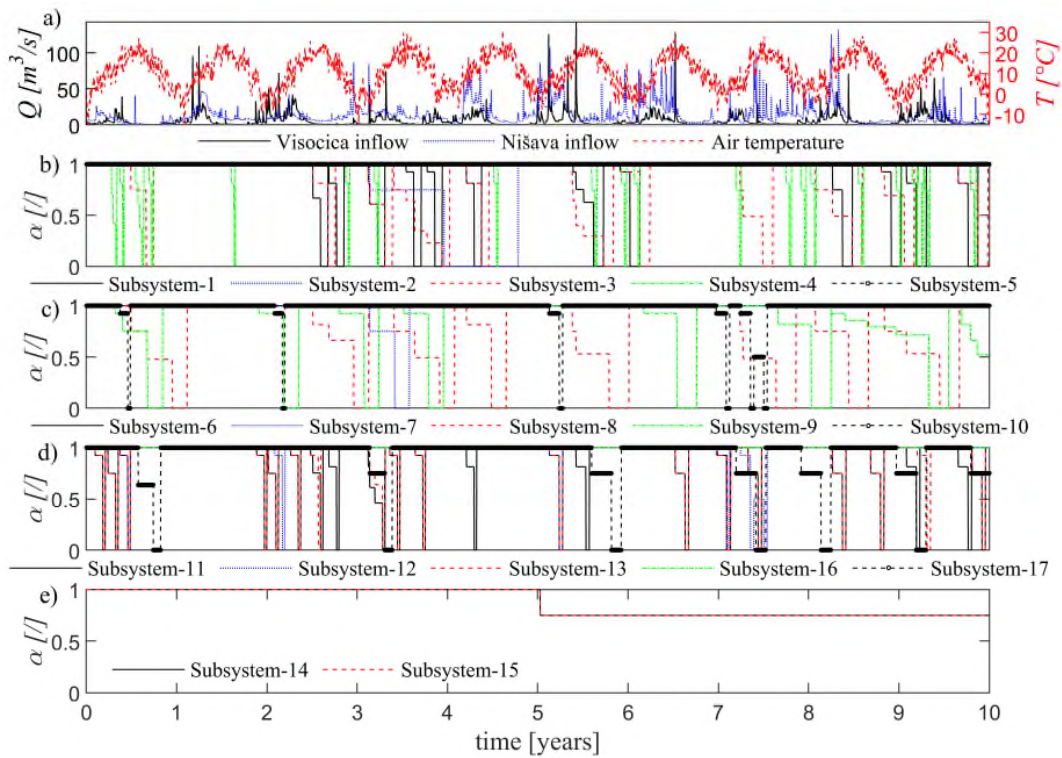 a)
Q [m³/s]
100
50
0
30
20
10
0
-10
T [°C]
Visocica inflow Nišava inflow Air temperature
b)
α [/]
1
0.5
0
Subsystem-1 Subsystem-2 Subsystem-3 Subsystem-4 Subsystem-5
c)
α [/]
1
0.5
0
Subsystem-6 Subsystem-7 Subsystem-8 Subsystem-9 Subsystem-10
d)
α [/]
1
0.5
0
Subsystem-11 Subsystem-12 Subsystem-13 Subsystem-16 Subsystem-17
e)
α [/]
1
0.5
0
Subsystem-14 Subsystem-15
0 1 2 3 4 5 6 7 8 9 10
time [years]